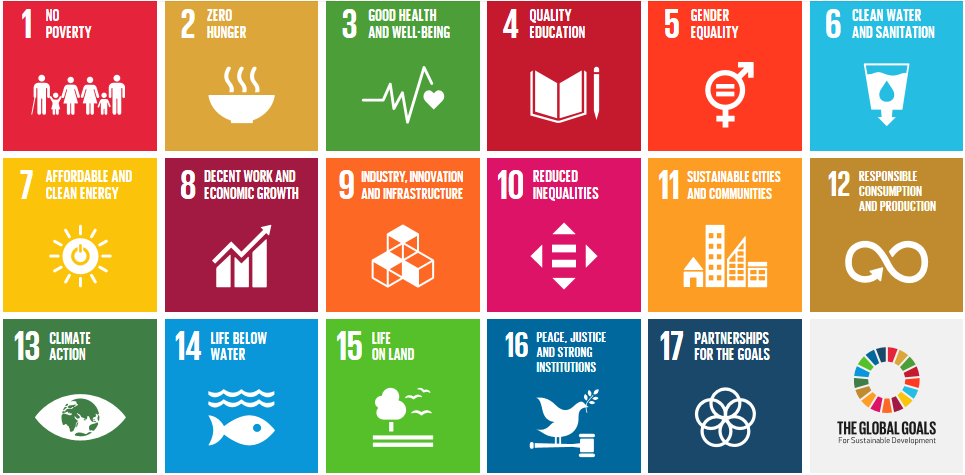 1 NO
POVERTY
2 ZERO
HUNGER
3 GOOD HEALTH
AND WELL-BEING
4 QUALITY
EDUCATION
5 GENDER
EQUALITY
6 CLEAN WATER
AND SANITATION
7 AFFORDABLE AND
CLEAN ENERGY
8 DECENT WORK AND
ECONOMIC GROWTH
9 INDUSTRY, INNOVATION
AND INFRASTRUCTURE
10 REDUCED
INEQUALITIES
11 SUSTAINABLE CITIES
AND COMMUNITIES
12 RESPONSIBLE
CONSUMPTION
AND PRODUCTION
13 CLIMATE
ACTION
14 LIFE BELOW
WATER
15 LIFE
ON LAND
16 PEACE, JUSTICE
AND STRONG
INSTITUTIONS
17 PARTNERSHIPS
FOR THE GOALS
THE GLOBAL GOALS
For Sustainable Development